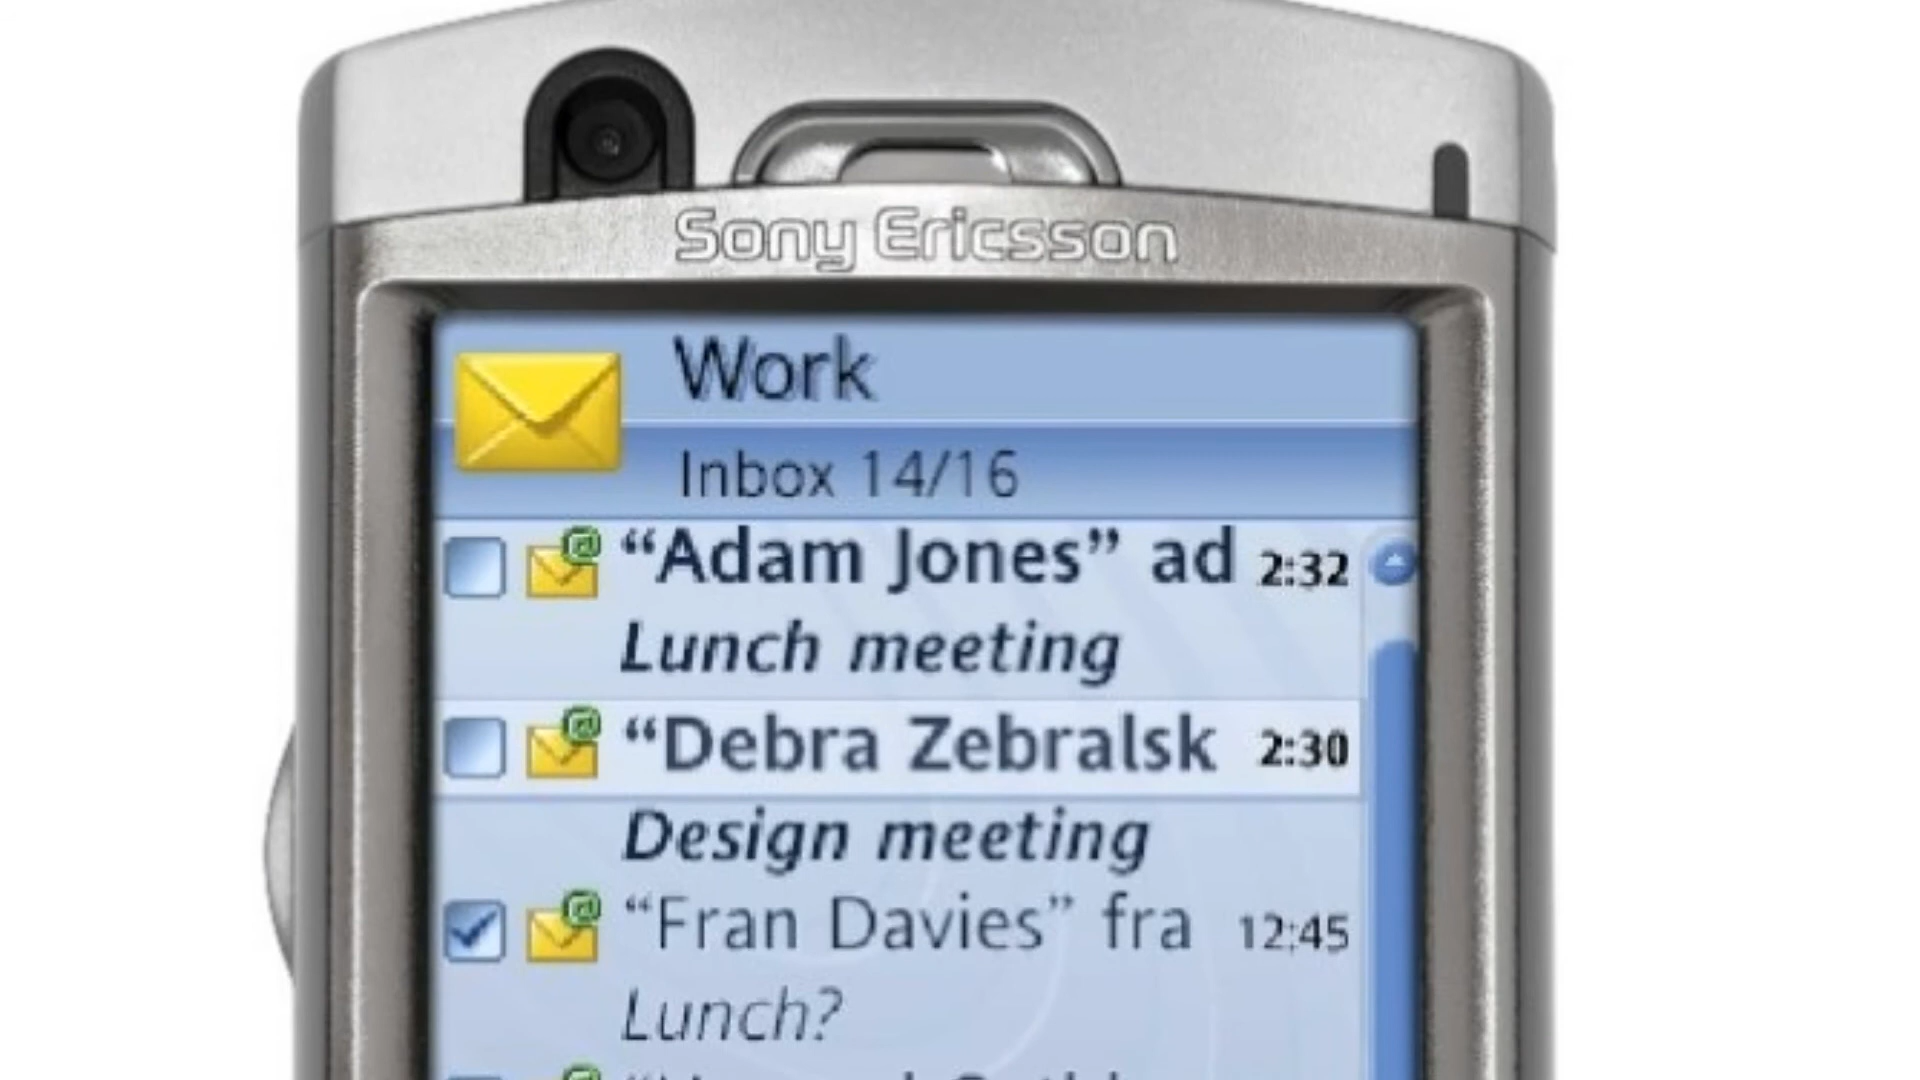 Sony Ericsson
Work
Inbox 14/16
“Adam Jones” ad 2:32
Lunch meeting
“Debra Zebralsk 2:30
Design meeting
“Fran Davies” fra 12:45
Lunch?